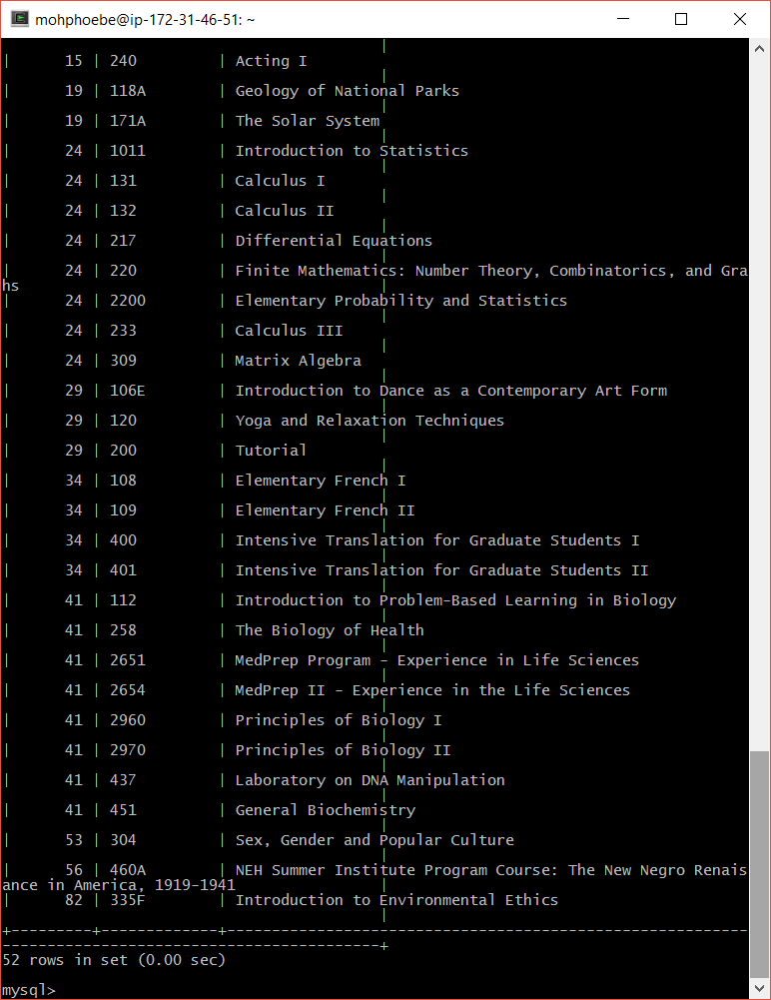 mohphoebe@ip-172-31-46-51: ~
|
|      15 | 240         | Acting I
|
|      19 | 118A        | Geology of National Parks
|
|      19 | 171A        | The Solar System
|
|      24 | 1011        | Introduction to Statistics
|
|      24 | 131         | Calculus I
|
|      24 | 132         | Calculus II
|
|      24 | 217         | Differential Equations
|
|      24 | 220         | Finite Mathematics: Number Theory, Combinatorics, and Gra
hs                                        |
|      24 | 2200        | Elementary Probability and Statistics
|
|      24 | 233         | Calculus III
|
|      24 | 309         | Matrix Algebra
|
|      29 | 106E        | Introduction to Dance as a Contemporary Art Form
|
|      29 | 120         | Yoga and Relaxation Techniques
|
|      29 | 200         | Tutorial
|
|      34 | 108         | Elementary French I
|
|      34 | 109         | Elementary French II
|
|      34 | 400         | Intensive Translation for Graduate Students I
|
|      34 | 401         | Intensive Translation for Graduate Students II
|
|      41 | 112         | Introduction to Problem-Based Learning in Biology
|
|      41 | 258         | The Biology of Health
|
|      41 | 2651        | MedPrep Program - Experience in Life Sciences
|
|      41 | 2654        | MedPrep II - Experience in the Life Sciences
|
|      41 | 2960        | Principles of Biology I
|
|      41 | 2970        | Principles of Biology II
|
|      41 | 437         | Laboratory on DNA Manipulation
|
|      41 | 451         | General Biochemistry
|
|      53 | 304         | Sex, Gender and Popular Culture
|
|      56 | 460A        | NEH Summer Institute Program Course: The New Negro Renais
ance in America, 1919-1941                |
|      82 | 335F        | Introduction to Environmental Ethics
|
+---------+-------------+----------------------------------------------------------
------------------------------------------+
52 rows in set (0.00 sec)
mysql>